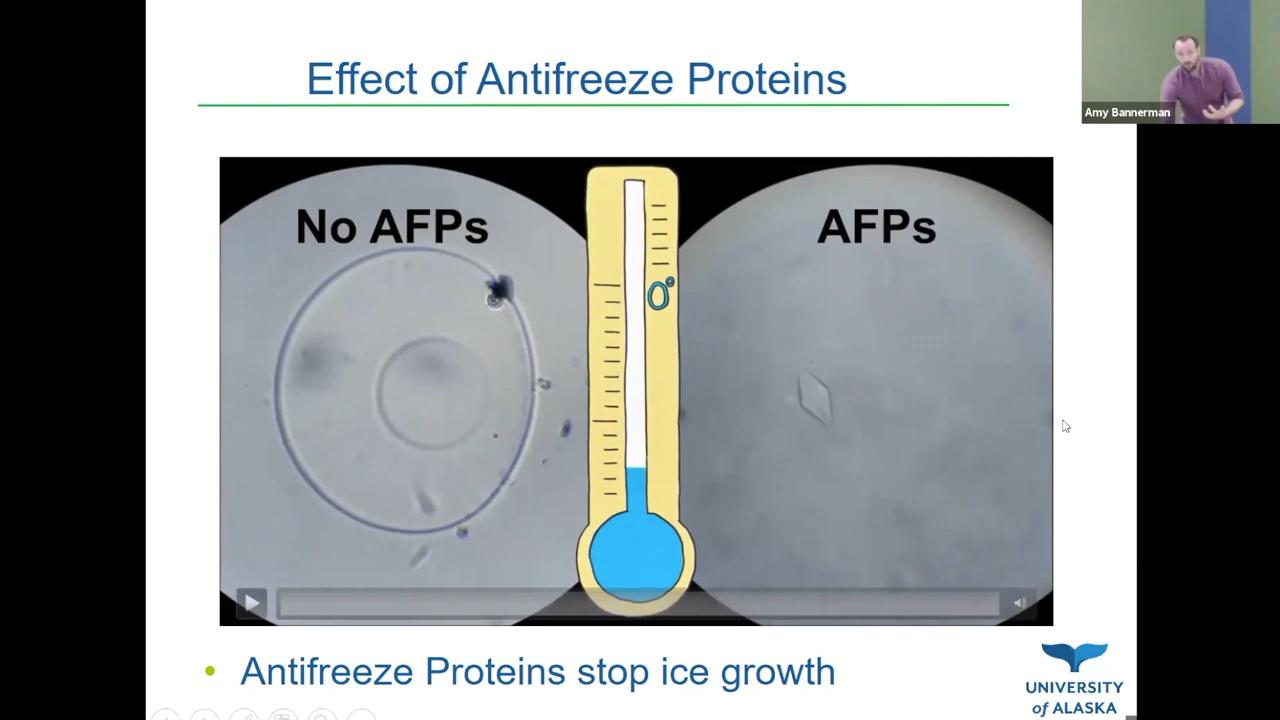 Effect of Antifreeze Proteins
Amy Bannerman
No AFPs
AFPs
0°
• Antifreeze Proteins stop ice growth
UNIVERSITY
of ALASKA